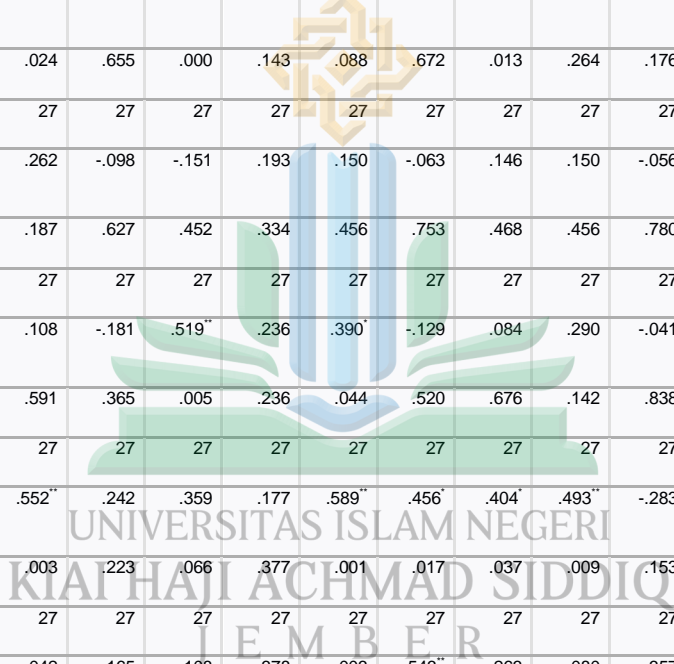 .024 .655 .000 .143 .088 .672 .013 .264 .176
27 27 27 27 27 27 27 27 27
.262 -.098 -.151 .193 .150 -.063 .146 .150 -.056
.187 .627 .452 .334 .456 .753 .468 .456 .780
27 27 27 27 27 27 27 27 27
.108 -.181 .519** .236 .390* -.129 .084 .290 -.041
.591 .365 .005 .236 .044 .520 .676 .142 .838
27 27 27 27 27 27 27 27 27
.552** .242 .359 .177 .589** .456* .404* .493** -.283
UNIVERSITAS ISLAM NEGERI
.003 .223 .066 .377 .001 .017 .037 .009 .153
KIAI HAJI ACHMAD SIDDIQ
27 27 27 27 27 27 27 27 27
JEMBER